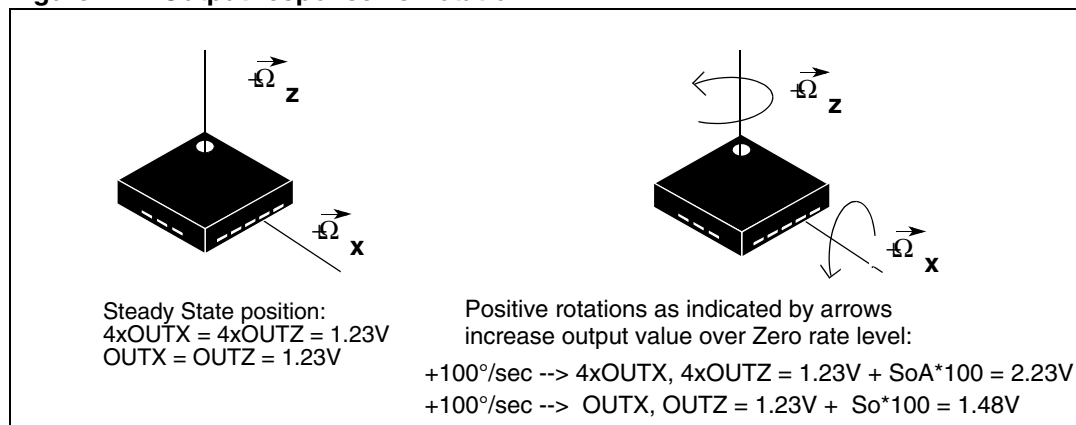 +Ω z
+Ω x
Steady State position:
4xOUTX = 4xOUTZ = 1.23V
OUTX = OUTZ = 1.23V
+Ω z
+Ω x
Positive rotations as indicated by arrows
increase output value over Zero rate level:
+100°/sec --> 4xOUTX, 4xOUTZ = 1.23V + SoA*100 = 2.23V
+100°/sec --> OUTX, OUTZ = 1.23V + So*100 = 1.48V